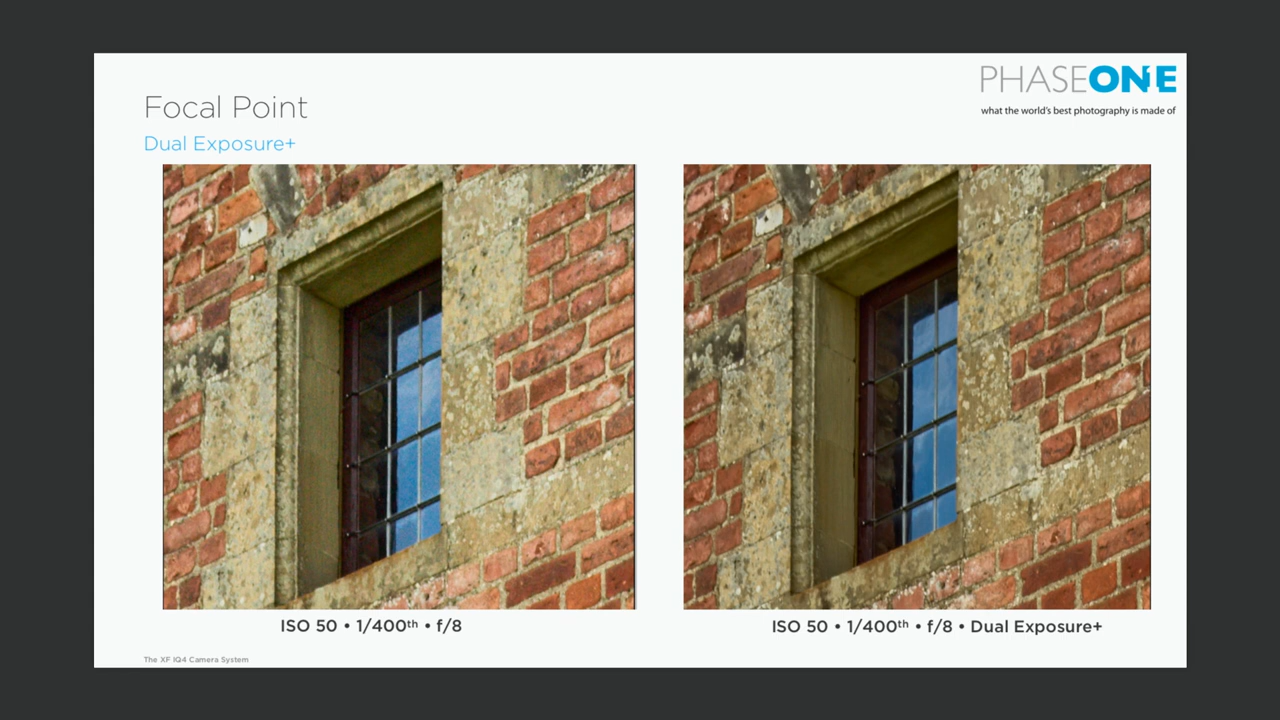 PHASEONE
what the world's best photography is made of
Focal Point
Dual Exposure+
ISO 50 • 1/400th • f/8
ISO 50 • 1/400th • f/8 • Dual Exposure+
The XF IQ4 Camera System